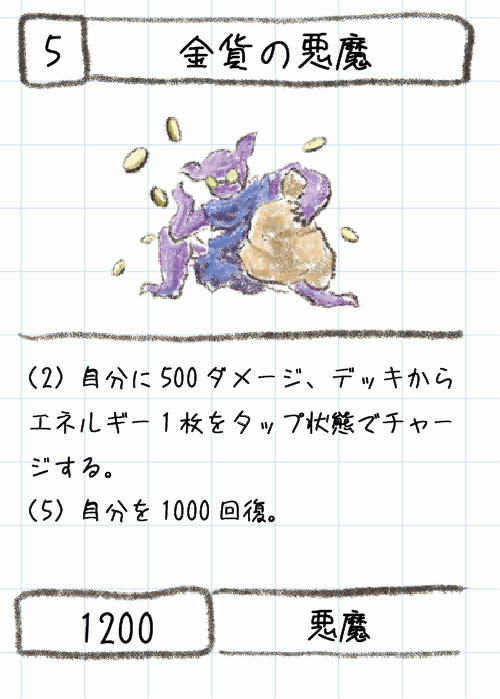 5
金貨の悪魔
(2) 自分に500ダメージ、デッキから
エネルギー1枚をタップ状態でチャー
ジする。
(5) 自分を1000回復。
1200
悪魔